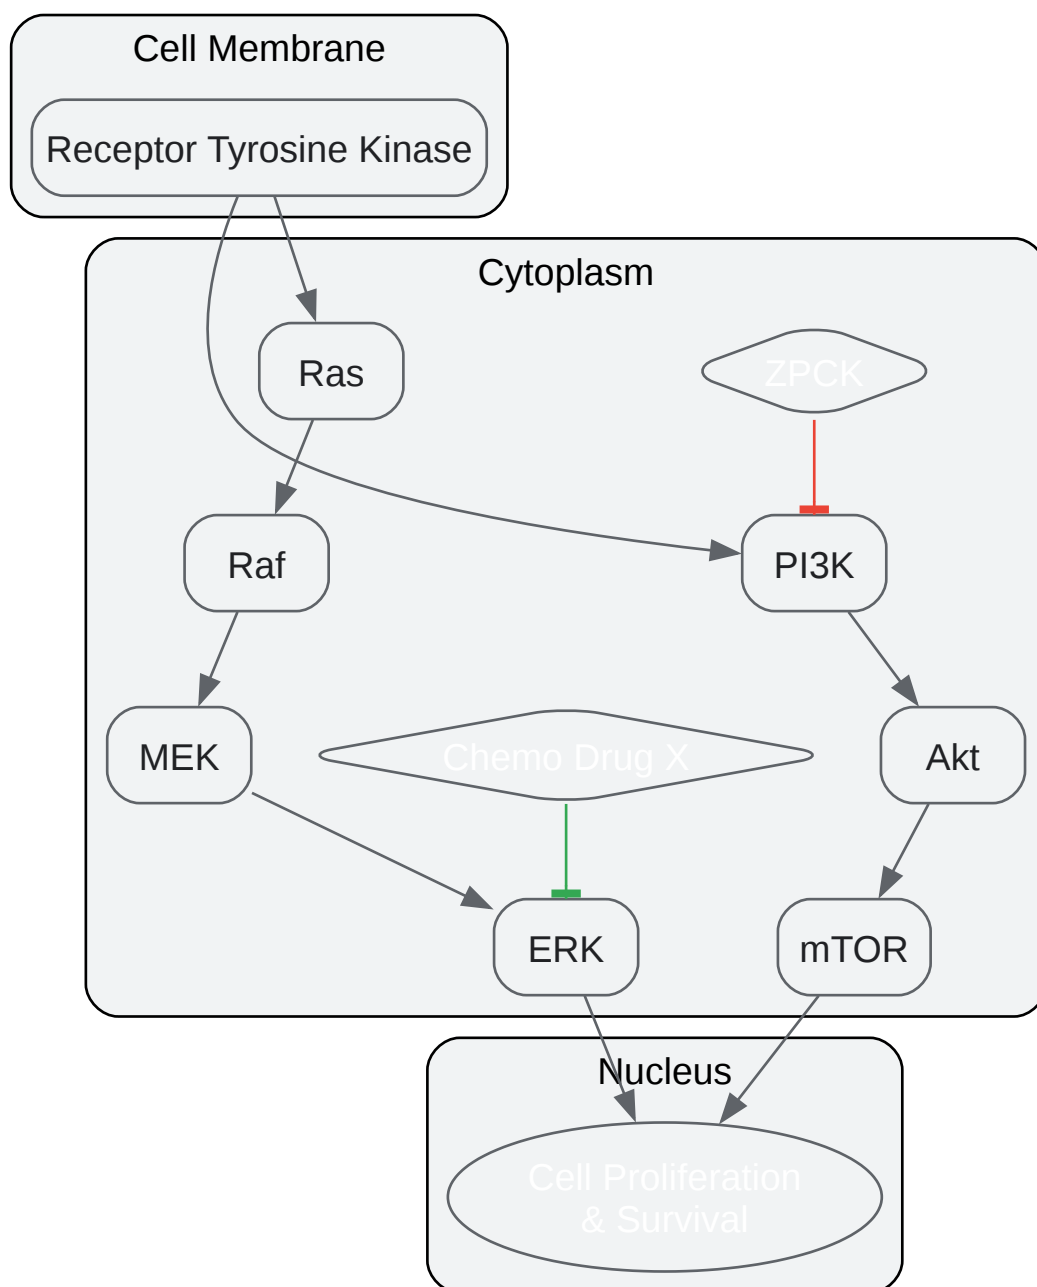 Cell Membrane
Receptor Tyrosine Kinase
Cytoplasm
Ras
ZPCK
Raf
PI3K
MEK
Chemo Drug X
Akt
ERK
mTOR
Nucleus
Cell Proliferation
& Survival